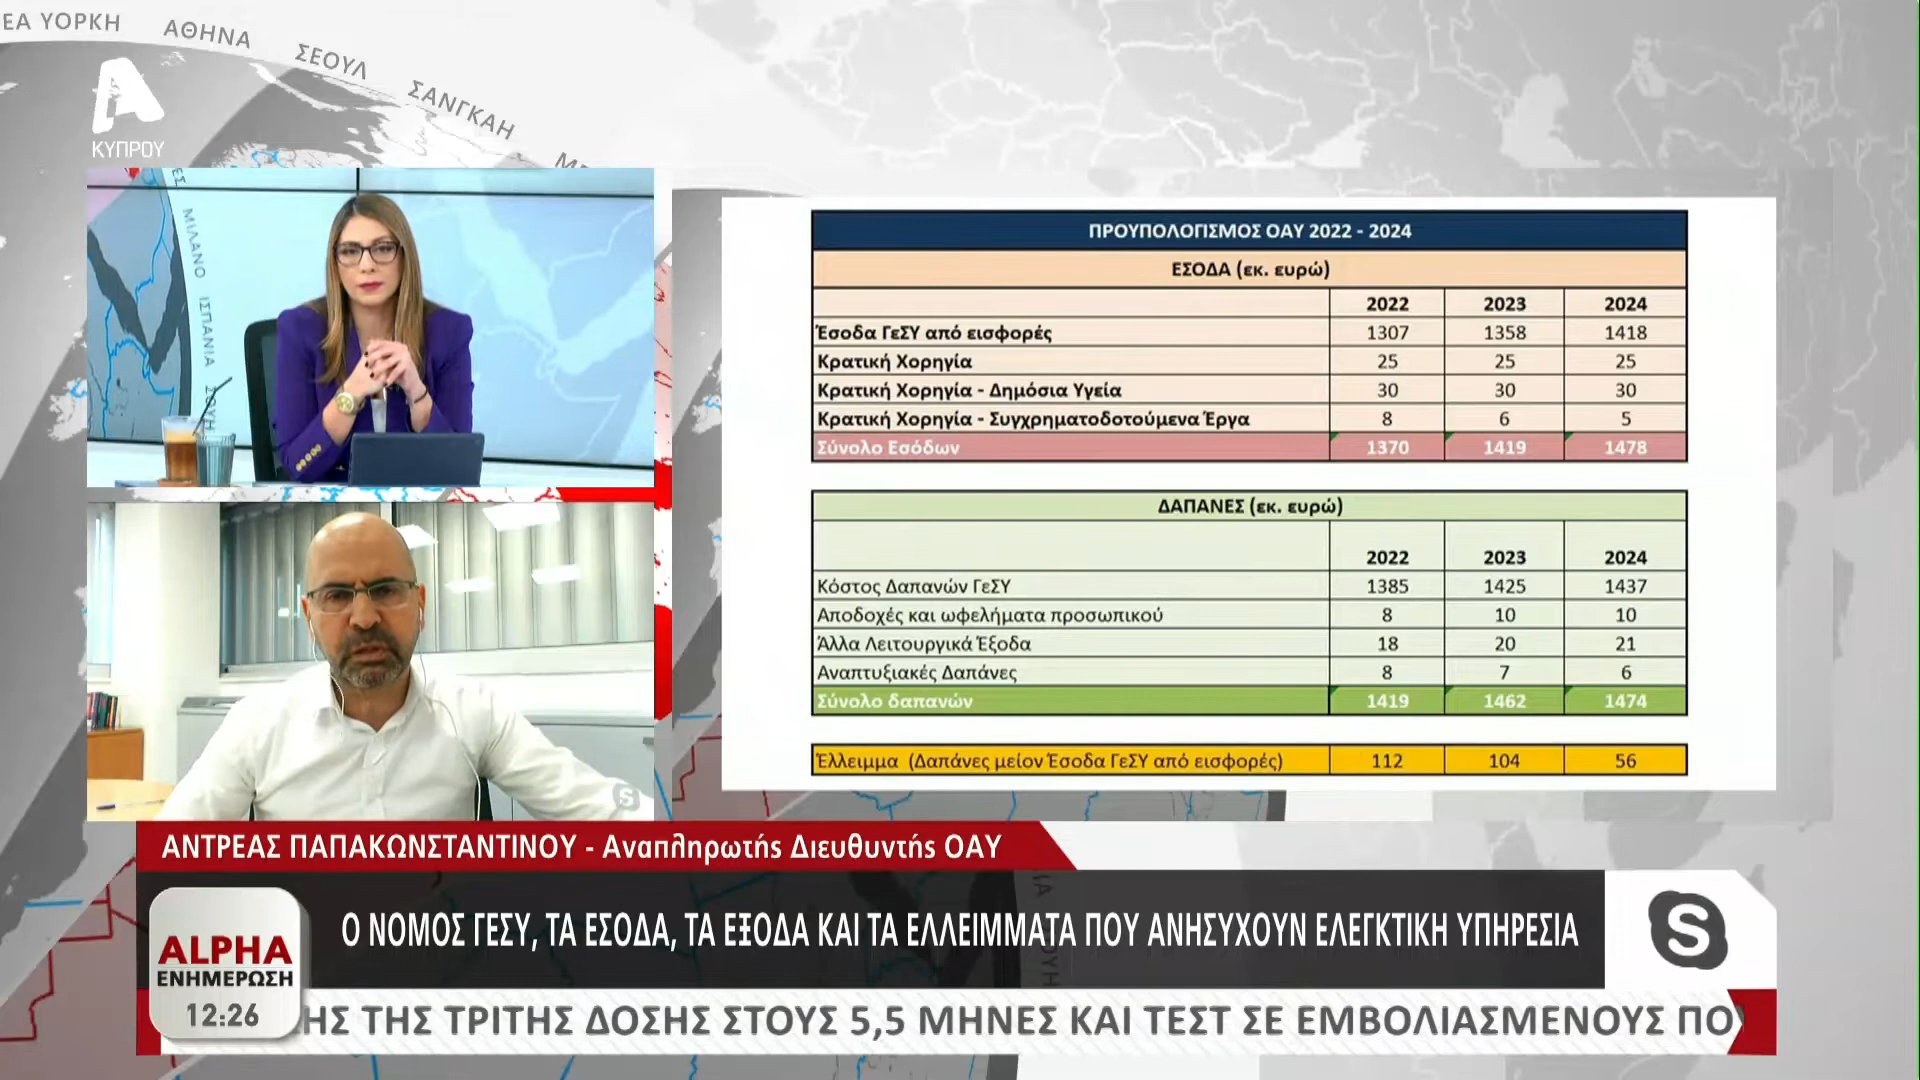 ΕΑ ΥΟΡΚΗ
ΑΘΗΝΑ
ΣΕΟΥΛ
ΣΑΝΓΚΑΗ
ΚΥΠΡΟΥ
ΜΙΛΑΝΟ
ΙΣΠΑΝΙΑ
ΠΡΟΥΠΟΛΟΓΙΣΜΟΣ ΟΑΥ 2022 - 2024
ΕΣΟΔΑ (εκ. ευρώ)
2022 2023 2024
Έσοδα ΓεΣΥ από εισφορές 1307 1358 1418
Κρατική Χορηγία 25 25 25
Κρατική Χορηγία - Δημόσια Υγεία 30 30 30
Κρατική Χορηγία - Συγχρηματοδοτούμενα Έργα 8 6 5
Σύνολο Εσόδων 1370 1419 1478
ΔΑΠΑΝΕΣ (εκ. ευρώ)
2022 2023 2024
Κόστος Δαπανών ΓεΣΥ 1385 1425 1437
Αποδοχές και ωφελήματα προσωπικού 8 10 10
Άλλα Λειτουργικά Έξοδα 18 20 21
Αναπτυξιακές Δαπάνες 8 7 6
Σύνολο δαπανών 1419 1462 1474
Έλλειμμα (Δαπάνες μείον Έσοδα ΓεΣΥ από εισφορές) 112 104 56
ΑΝΤΡΕΑΣ ΠΑΠΑΚΩΝΣΤΑΝΤΙΝΟΥ - Αναπληρωτής Διευθυντής ΟΑΥ
Ο ΝΟΜΟΣ ΓΕΣΥ, ΤΑ ΕΣΟΔΑ, ΤΑ ΕΞΟΔΑ ΚΑΙ ΤΑ ΕΛΛΕΙΜΜΑΤΑ ΠΟΥ ΑΝΗΣΥΧΟΥΝ ΕΛΕΓΚΤΙΚΗ ΥΠΗΡΕΣΙΑ
ALPHA
ΕΝΗΜΕΡΩΣΗ
12:26
ΗΣ ΤΗΣ ΤΡΙΤΗΣ ΔΟΣΗΣ ΣΤΟΥΣ 5,5 ΜΗΝΕΣ ΚΑΙ ΤΕΣΤ ΣΕ ΕΜΒΟΛΙΑΣΜΕΝΟΥΣ ΠΟ